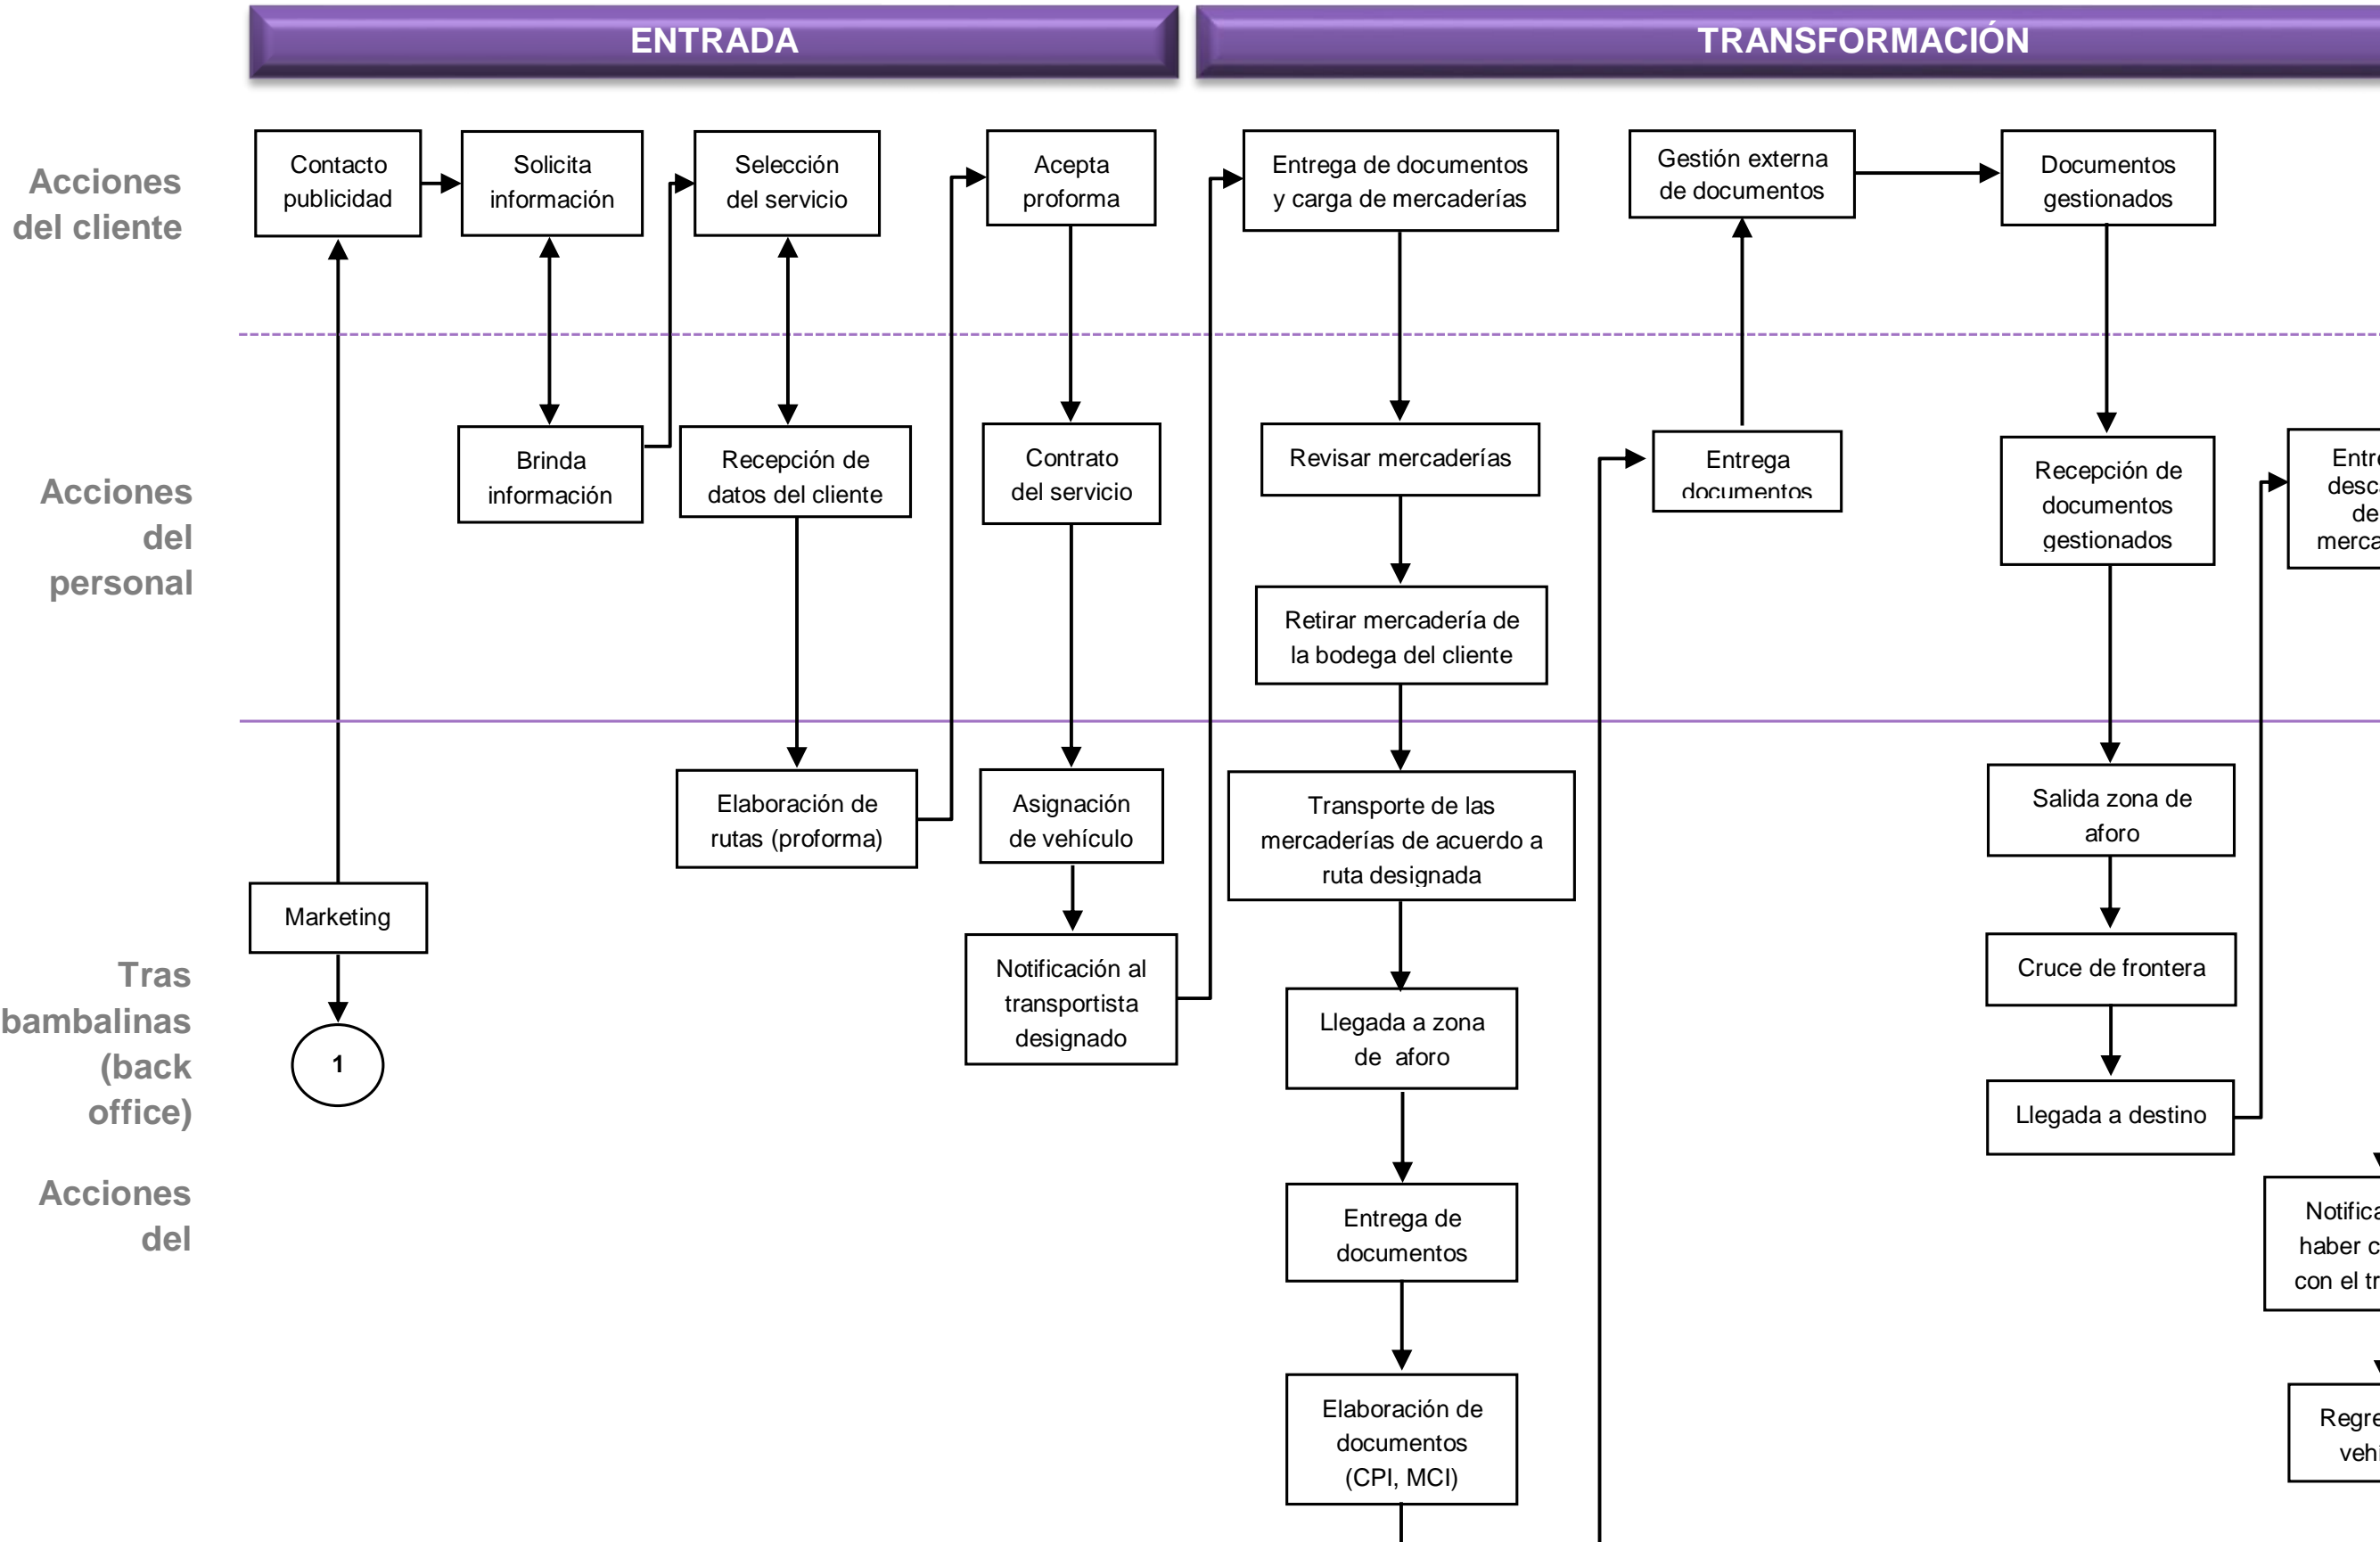 ENTRADA
TRANSFORMACIÓN
Acciones
del cliente
Contacto
publicidad
Solicita
información
Selección
del servicio
Acepta
proforma
Entrega de documentos
y carga de mercaderías
Gestión externa
de documentos
Documentos
gestionados
Acciones
del
personal
Brinda
información
Recepción de
datos del cliente
Contrato
del servicio
Revisar mercaderías
Retirar mercadería de
la bodega del cliente
Entrega
documentos
Recepción de
documentos
gestionados
de
Tras
bambalinas
(back
office)
Acciones
del
Marketing
1
Elaboración de
rutas (proforma)
Asignación
de vehículo
Notificación al
transportista
designado
Transporte de las
mercaderías de acuerdo a
ruta designada
Llegada a zona
de aforo
Entrega de
documentos
Elaboración de
documentos
(CPI, MCI)
Salida zona de
aforo
Cruce de frontera
Llegada a destino
haber
con el